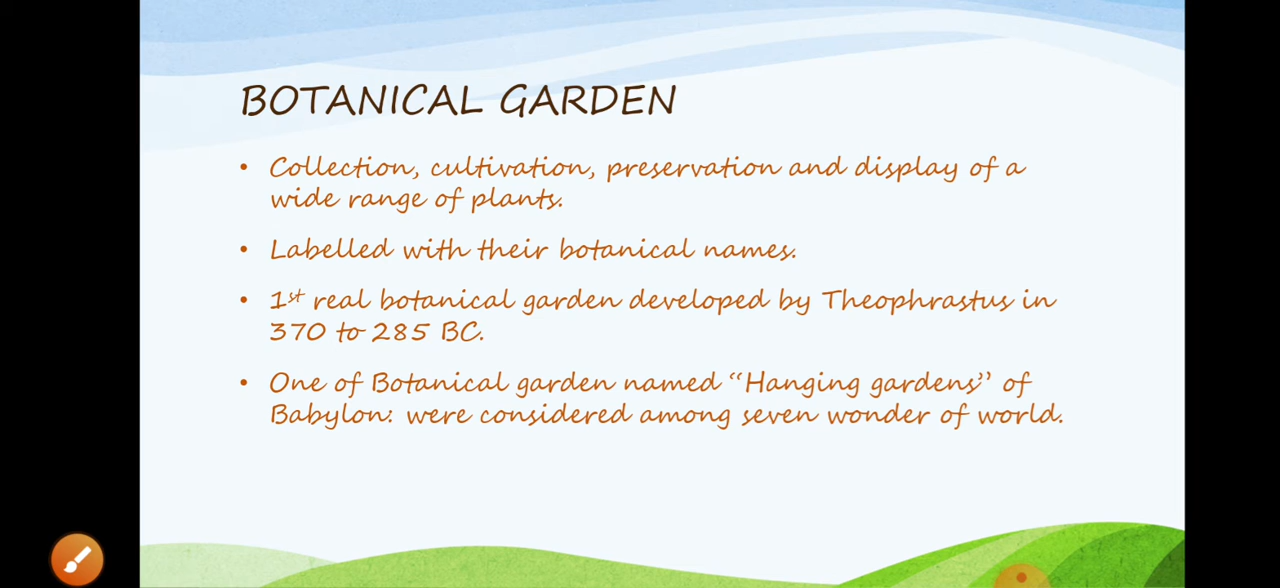 BOTANICAL GARDEN
• Collection, cultivation, preservation and display of a
wide range of plants.
• Labelled with their botanical names.
• 1st real botanical garden developed by Theophrastus in
370 to 285 BC.
• One of Botanical garden named “Hanging gardens” of
Babylon: were considered among seven wonder of world.